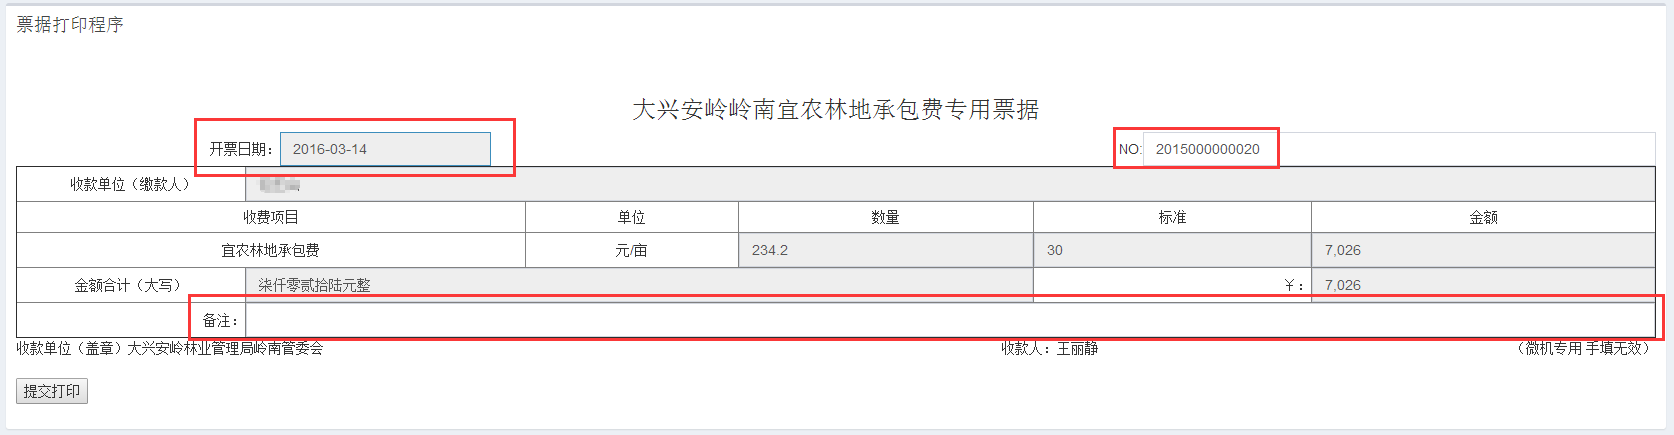 票据打印程序
大兴安岭岭南宜农林地承包费专用票据
开票日期： 2016-03-14 NO: 2015000000020
收款单位（缴款人）
收费项目 单位 数量 标准 金额
宜农林地承包费 元/亩 234.2 30 7,026
金额合计（大写） 柒仟零贰拾陆元整 ￥： 7,026
备注：
收款单位（盖章）大兴安岭林业管理局岭南管委会 收款人：王丽静 （微机专用 手填无效）
提交打印